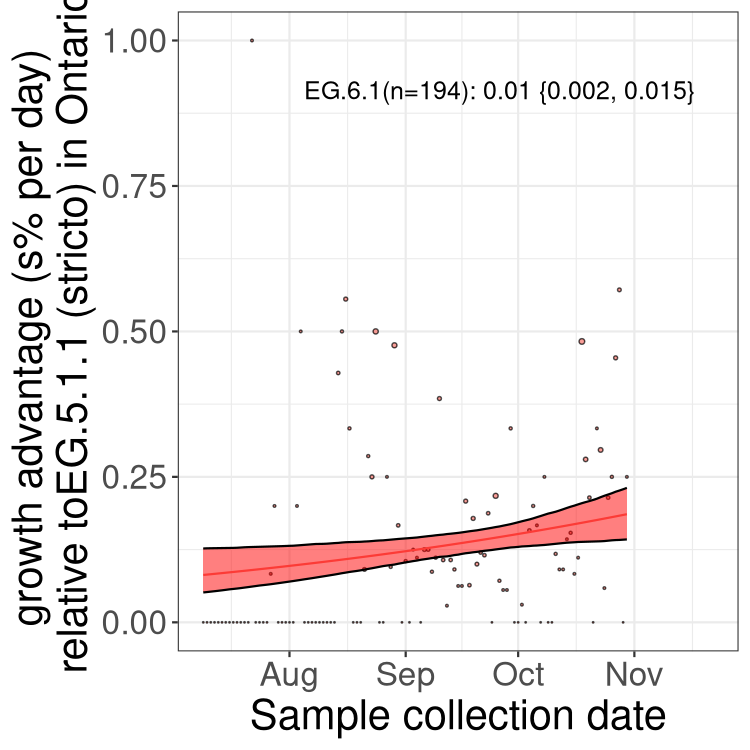 growth advantage (s% per day)
relative toEG.5.1.1 (stricto) in Ontario
1.00
0.75
0.50
0.25
0.00
EG.6.1(n=194): 0.01 {0.002, 0.015}
Aug Sep Oct Nov
Sample collection date